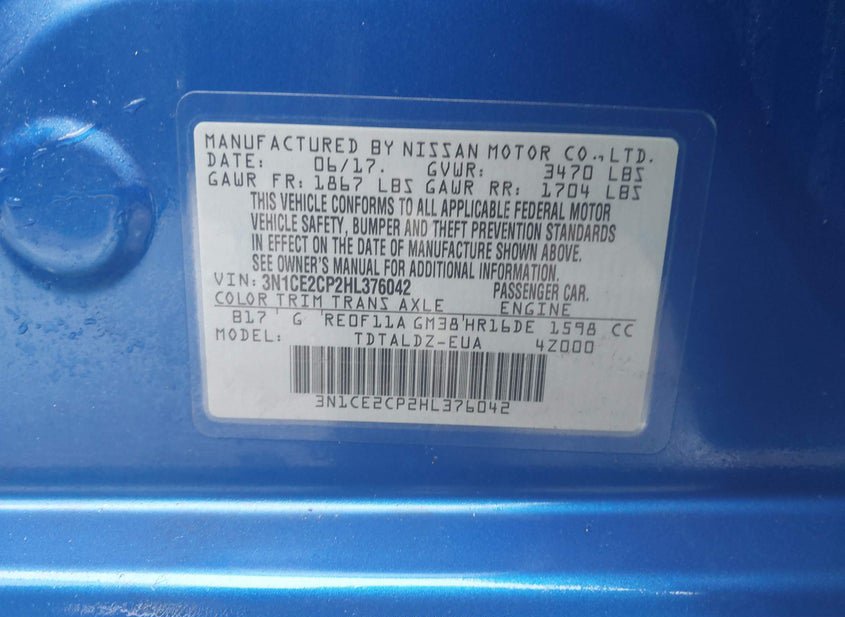 MANUFACTURED BY NISSAN MOTOR CO., LTD.
DATE: 06/17. GVWR: 3470 LBS
GAWR FR: 1867 LBS GAWR RR: 1704 LBS
THIS VEHICLE CONFORMS TO ALL APPLICABLE FEDERAL MOTOR
VEHICLE SAFETY, BUMPER AND THEFT PREVENTION STANDARDS
IN EFFECT ON THE DATE OF MANUFACTURE SHOWN ABOVE.
SEE OWNER'S MANUAL FOR ADDITIONAL INFORMATION.
VIN: 3N1CE2CP2HL376042 PASSENGER CAR.
COLOR TRIM TRANS AXLE ENGINE
B17 ' G 'RE0F11A GM38'HR16DE 1598 CC
MODEL: TDTALDZ-EUA 4Z000
3N1CE2CP2HL376042